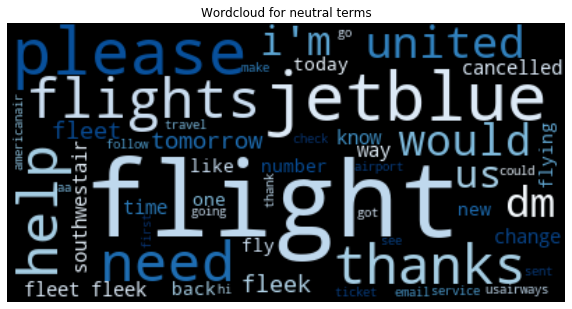 Wordcloud for neutral terms
please
i'm
go
united
make
today
cancelled
flights
jetblue
americanair
fleet
travel
tomorrow
follow
check
know
would
flying
help
southwestair
like
number
way
airport
us
could
aa
flight
thank
one
time
going
got
new
dm
first
fly
see
change
need
thanks
sent
fleet fleek
back
hi
fleek
ticket
email
service
usairways